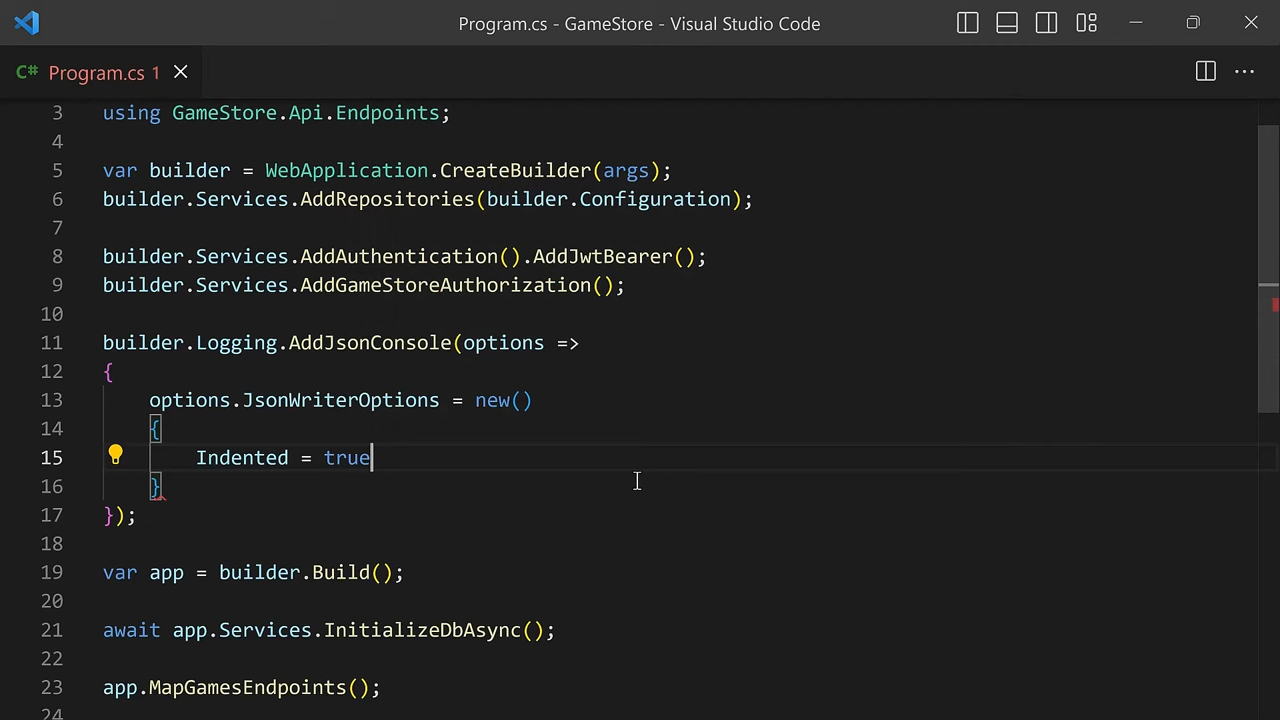 Program.cs - GameStore - Visual Studio Code
C# Program.cs 1
3 using GameStore.Api.Endpoints;
4
5 var builder = WebApplication.CreateBuilder(args);
6 builder.Services.AddRepositories(builder.Configuration);
7
8 builder.Services.AddAuthentication().AddJwtBearer();
9 builder.Services.AddGameStoreAuthorization();
10
11 builder.Logging.AddJsonConsole(options =>
12 {
13     options.JsonWriterOptions = new()
14     {
15         Indented = true
16     }
17 });
18
19 var app = builder.Build();
20
21 await app.Services.InitializeDbAsync();
22
23 app.MapGamesEndpoints();
24